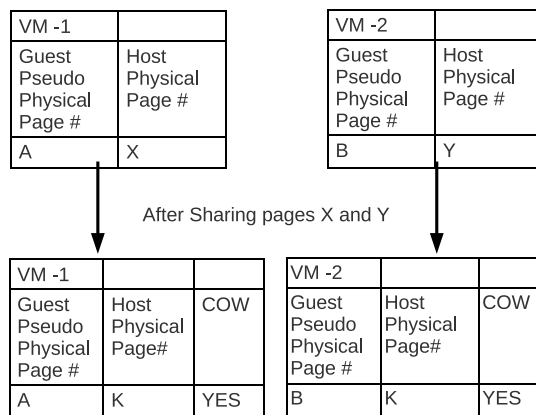 VM -1
Guest Pseudo Physical Page #
Host Physical Page #
A
X
VM -2
Guest Pseudo Physical Page #
Host Physical Page #
B
Y
After Sharing pages X and Y
VM -1
Guest Pseudo Physical Page #
Host Physical Page#
COW
A
K
YES
VM -2
Guest Pseudo Physical Page #
Host Physical Page#
COW
B
K
YES